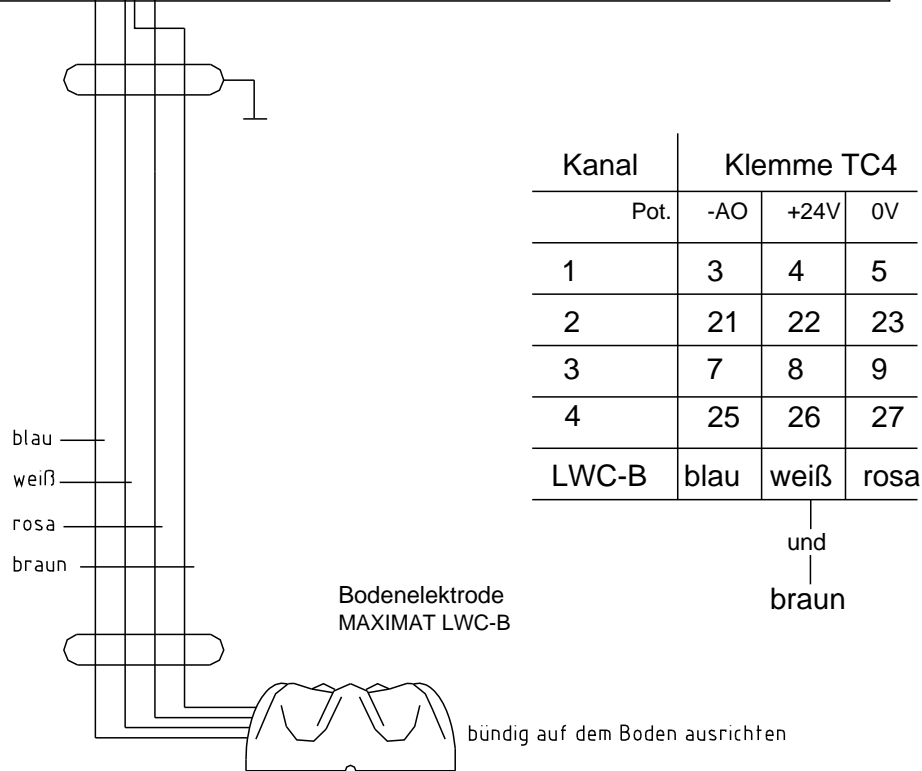 Kanal Klemme TC4
Pot. -AO +24V 0V
1 3 4 5
2 21 22 23
3 7 8 9
4 25 26 27
LWC-B blau weiß rosa
und
braun
blau
weiß
rosa
braun
Bodenelektrode
MAXIMAT LWC-B
bündig auf dem Boden ausrichten